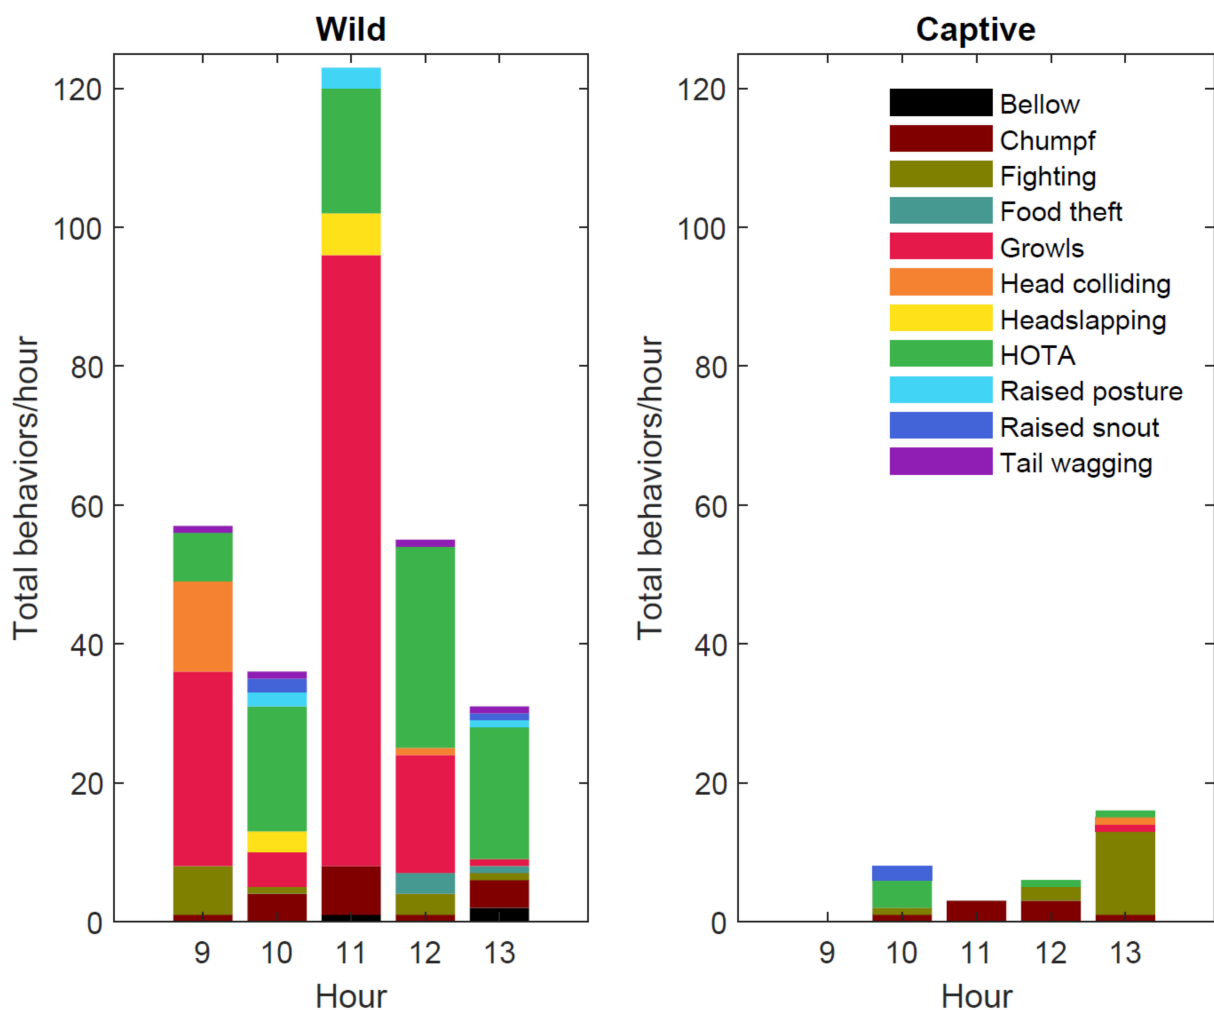 Wild
Total behaviors/hour
120
100
80
60
40
20
0
9 10 11 12 13
Hour
Captive
Total behaviors/hour
120
100
80
60
40
20
0
Bellow
Chumpf
Fighting
Food theft
Growls
Head colliding
Headslapping
HOTA
Raised posture
Raised snout
Tail wagging
9 10 11 12 13
Hour